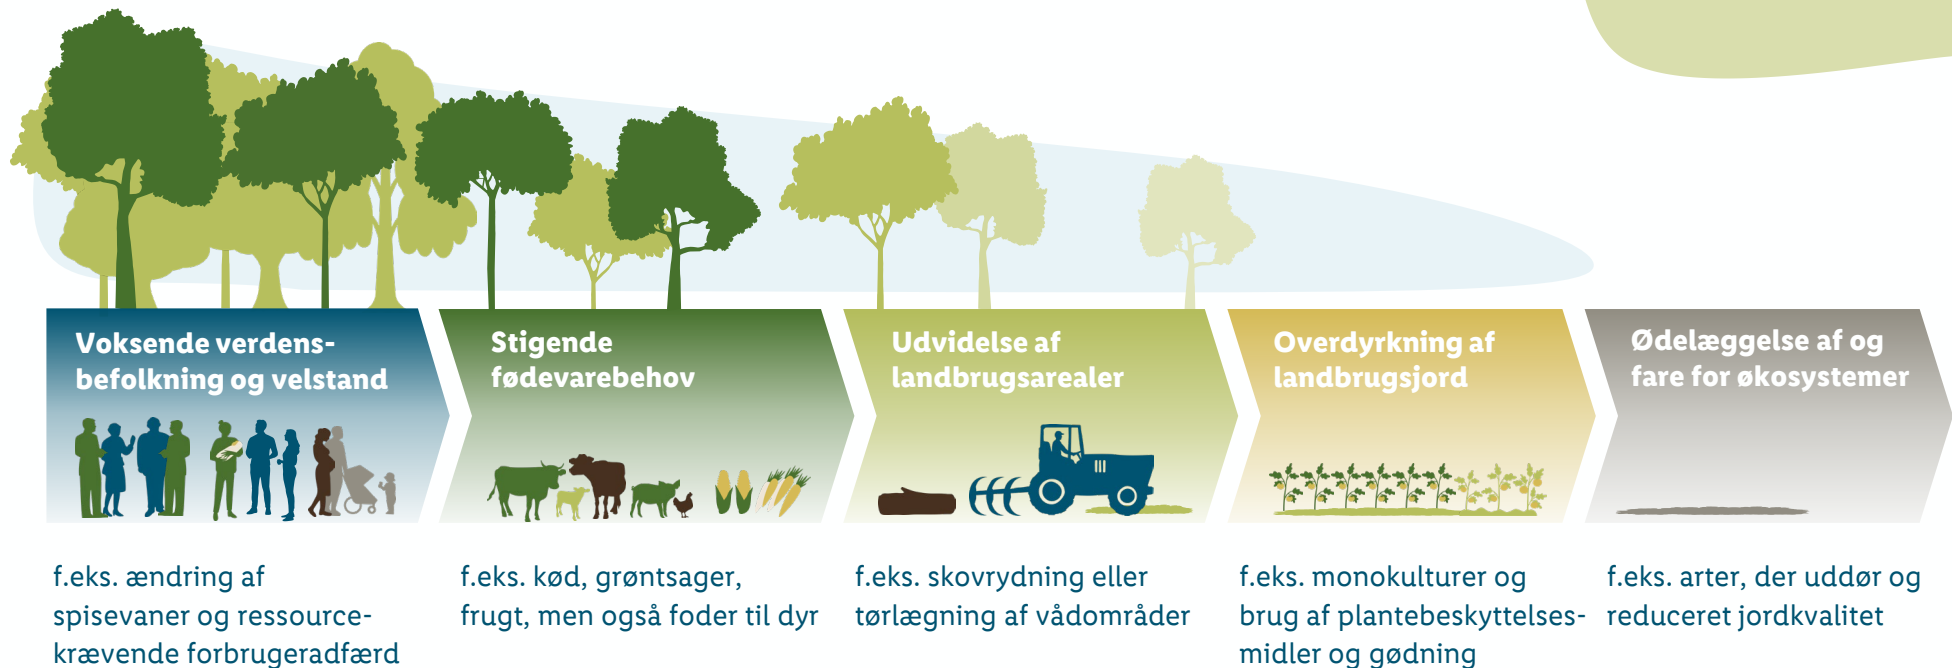 Voksende verdens-
befolkning og velstand
Stigende
fødevarebehov
Udvidelse af
landbrugsarealer
Overdyrkning af
landbrugsjord
Ødelæggelse af og
fare for økosystemer
f.eks. ændring af
spisevaner og ressource-
krævende forbrugeradfærd
f.eks. kød, grøntsager,
frugt, men også foder til dyr
f.eks. skovrydning eller
tørlægning af vådområder
f.eks. monokulturer og
brug af plantebeskyttelses-
midler og gødning
f.eks. arter, der uddør og
reduceret jordkvalitet